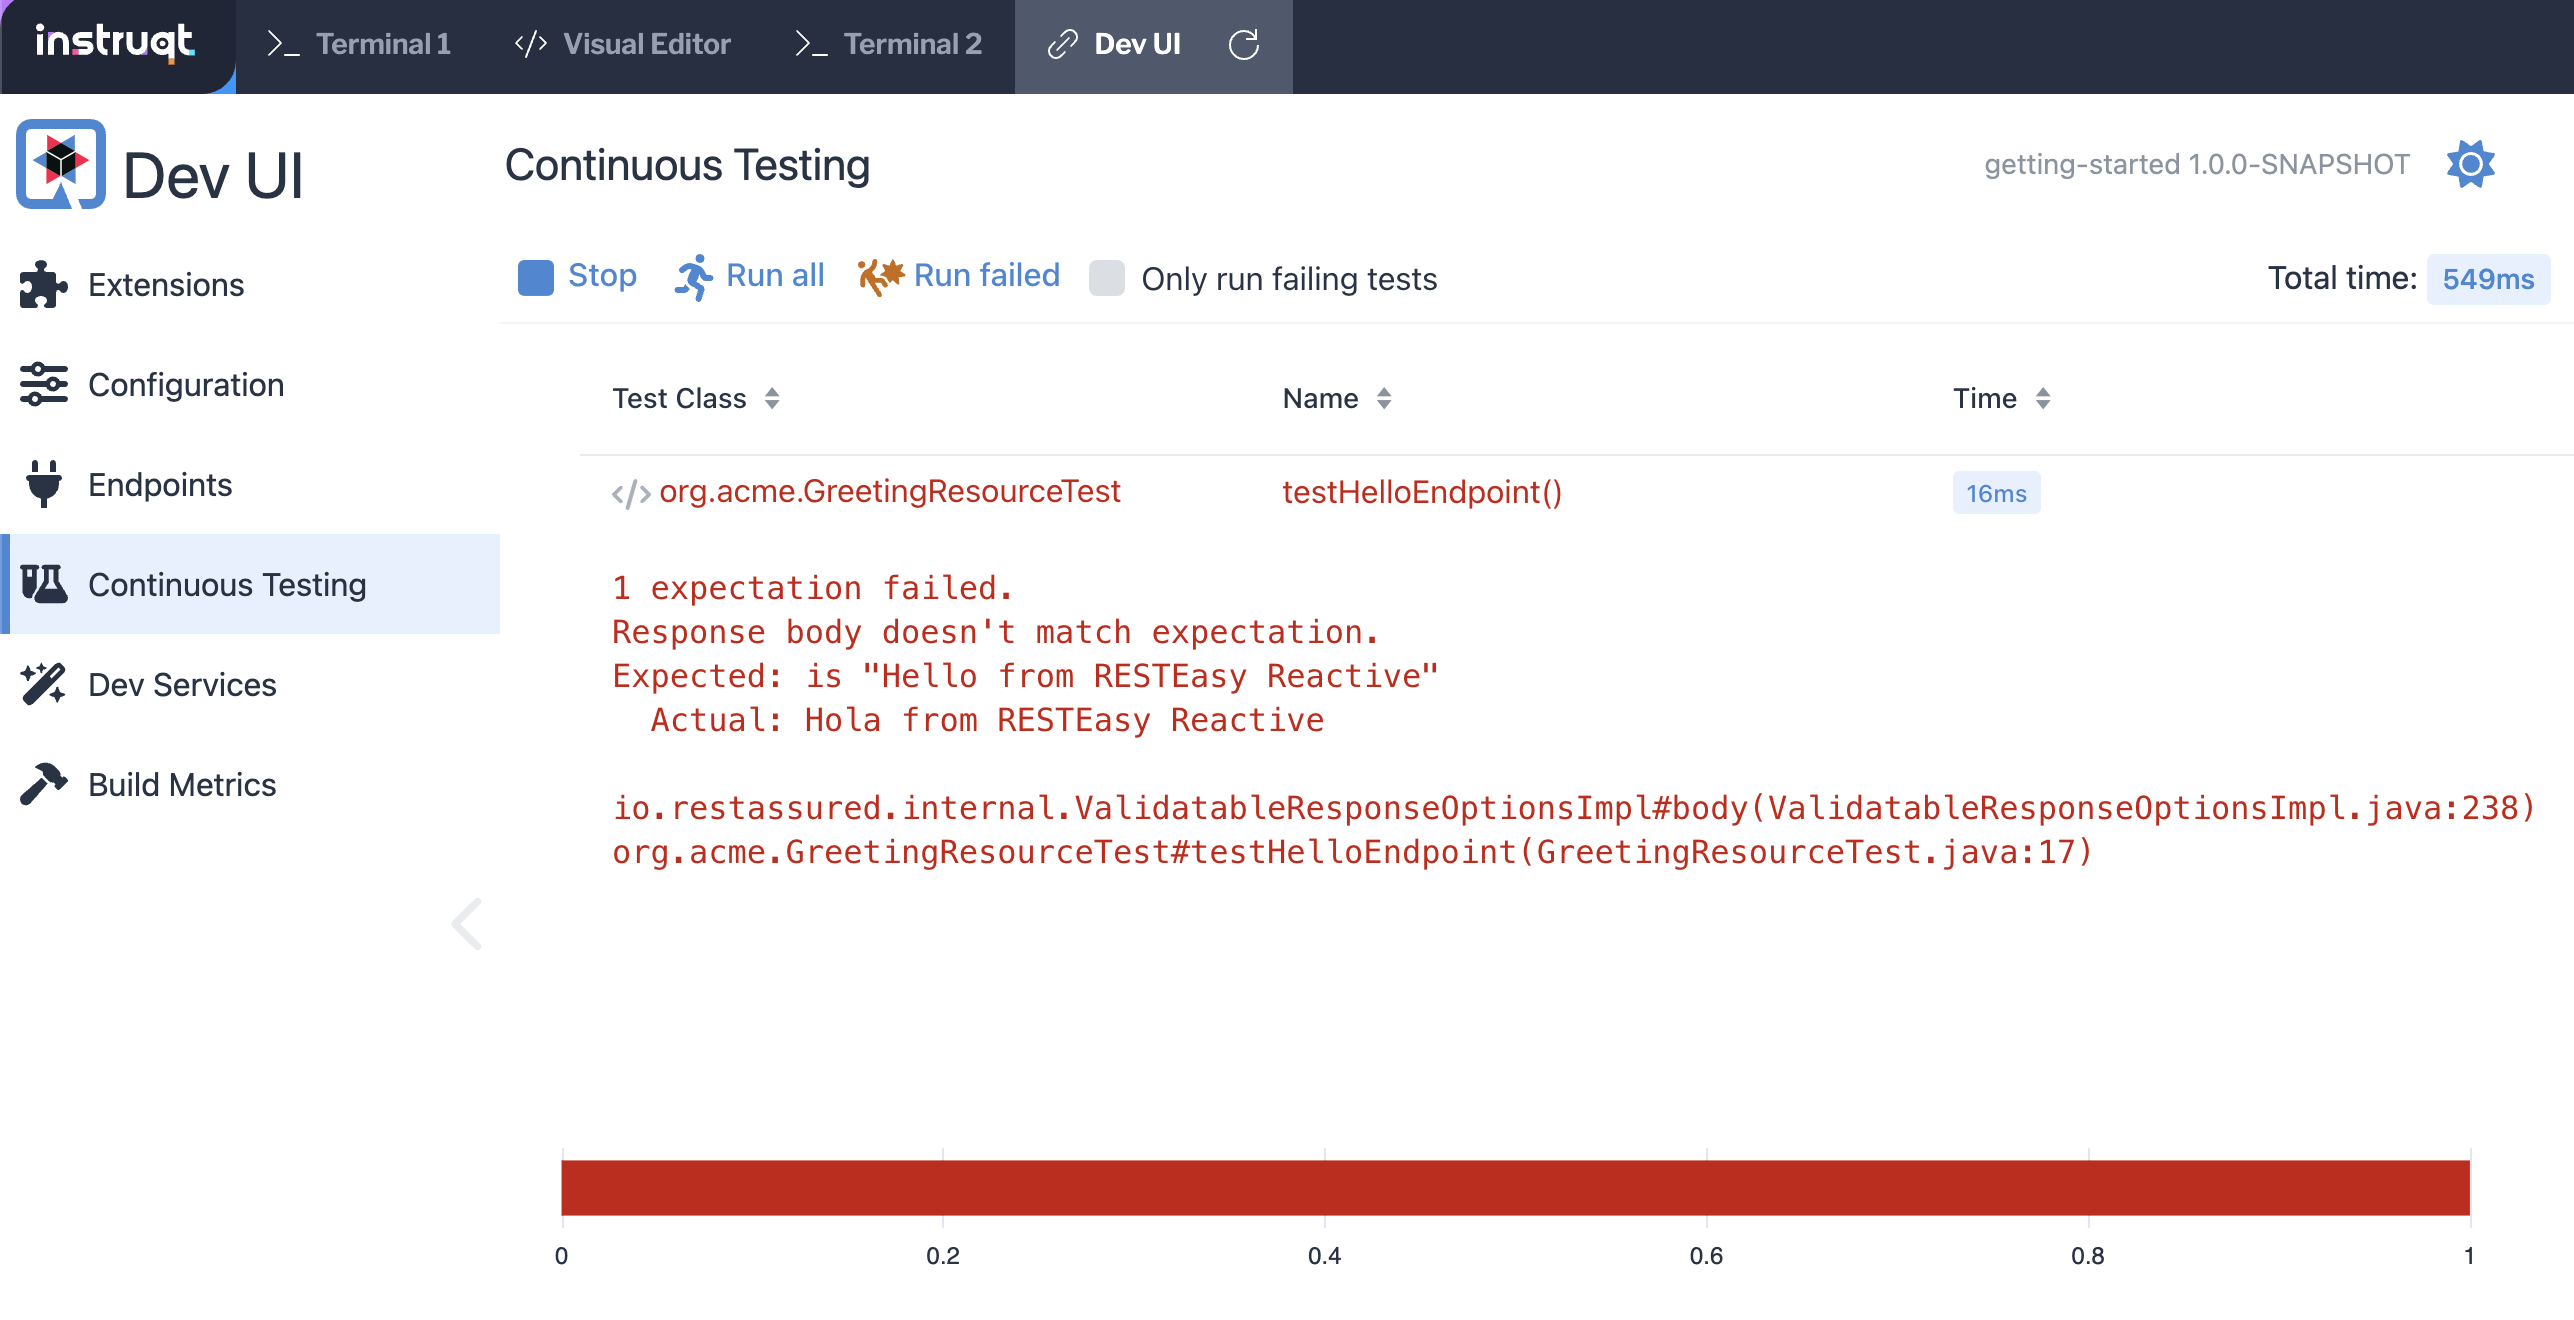 instruqt
Terminal 1
Visual Editor
Terminal 2
Dev UI
Dev UI
Continuous Testing
getting-started 1.0.0-SNAPSHOT
Extensions
Configuration
Endpoints
Continuous Testing
Dev Services
Build Metrics
Stop
Run all
Run failed
Only run failing tests
Total time: 549ms
Test Class
Name
Time
org.acme.GreetingResourceTest
testHelloEndpoint()
16ms
1 expectation failed.
Response body doesn't match expectation.
Expected: is "Hello from RESTEasy Reactive"
Actual: Hola from RESTEasy Reactive
io.restassured.internal.ValidatableResponseOptionsImpl#body(ValidatableResponseOptionsImpl.java:238)
org.acme.GreetingResourceTest#testHelloEndpoint(GreetingResourceTest.java:17)
0
0.2
0.4
0.6
0.8
1